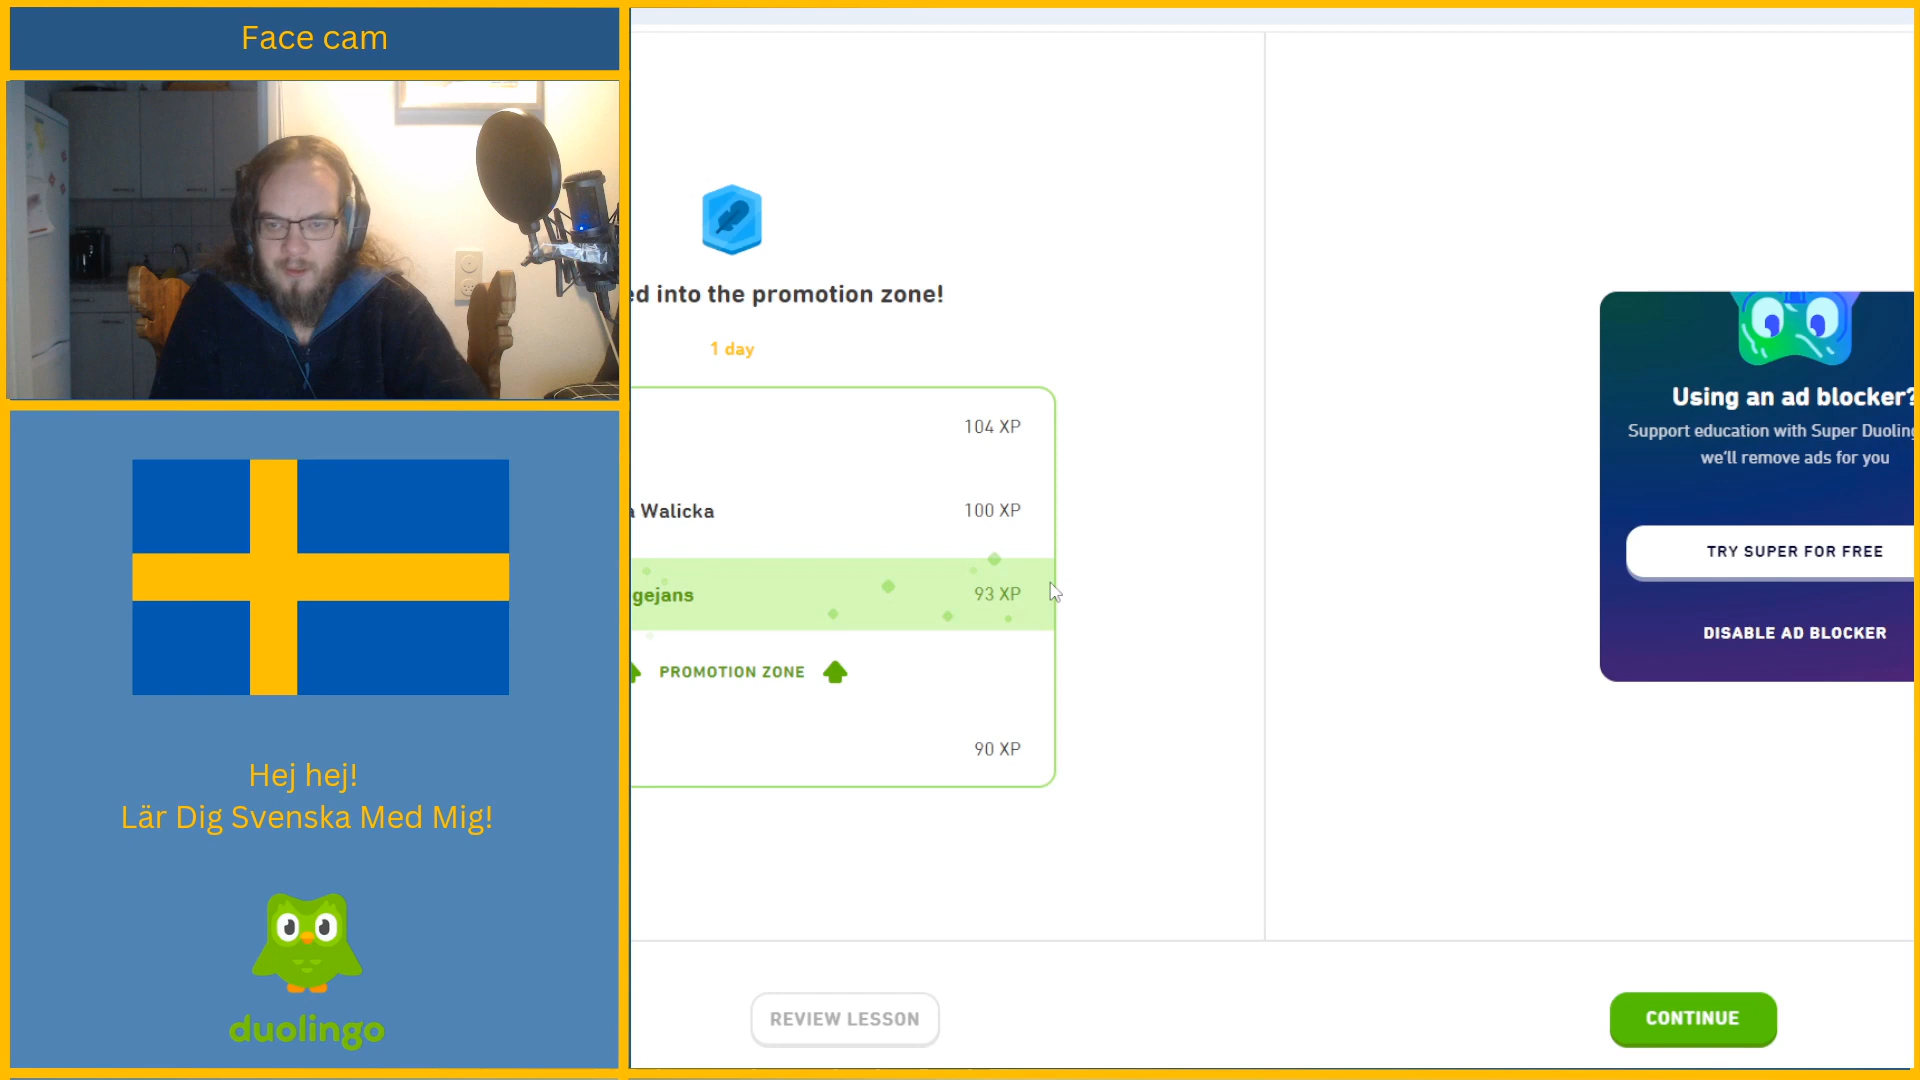 Face cam
Hej hej!
Lär Dig Svenska Med Mig!
duolingo
into the promotion zone!
1 day
104 XP
Walicka
100 XP
93 XP
PROMOTION ZONE
90 XP
REVIEW LESSON
Using an ad blocker?
Support education with Super
we'll remove ads for you
TRY SUPER FOR FREE
DISABLE AD BLOCKER
CONTINUE